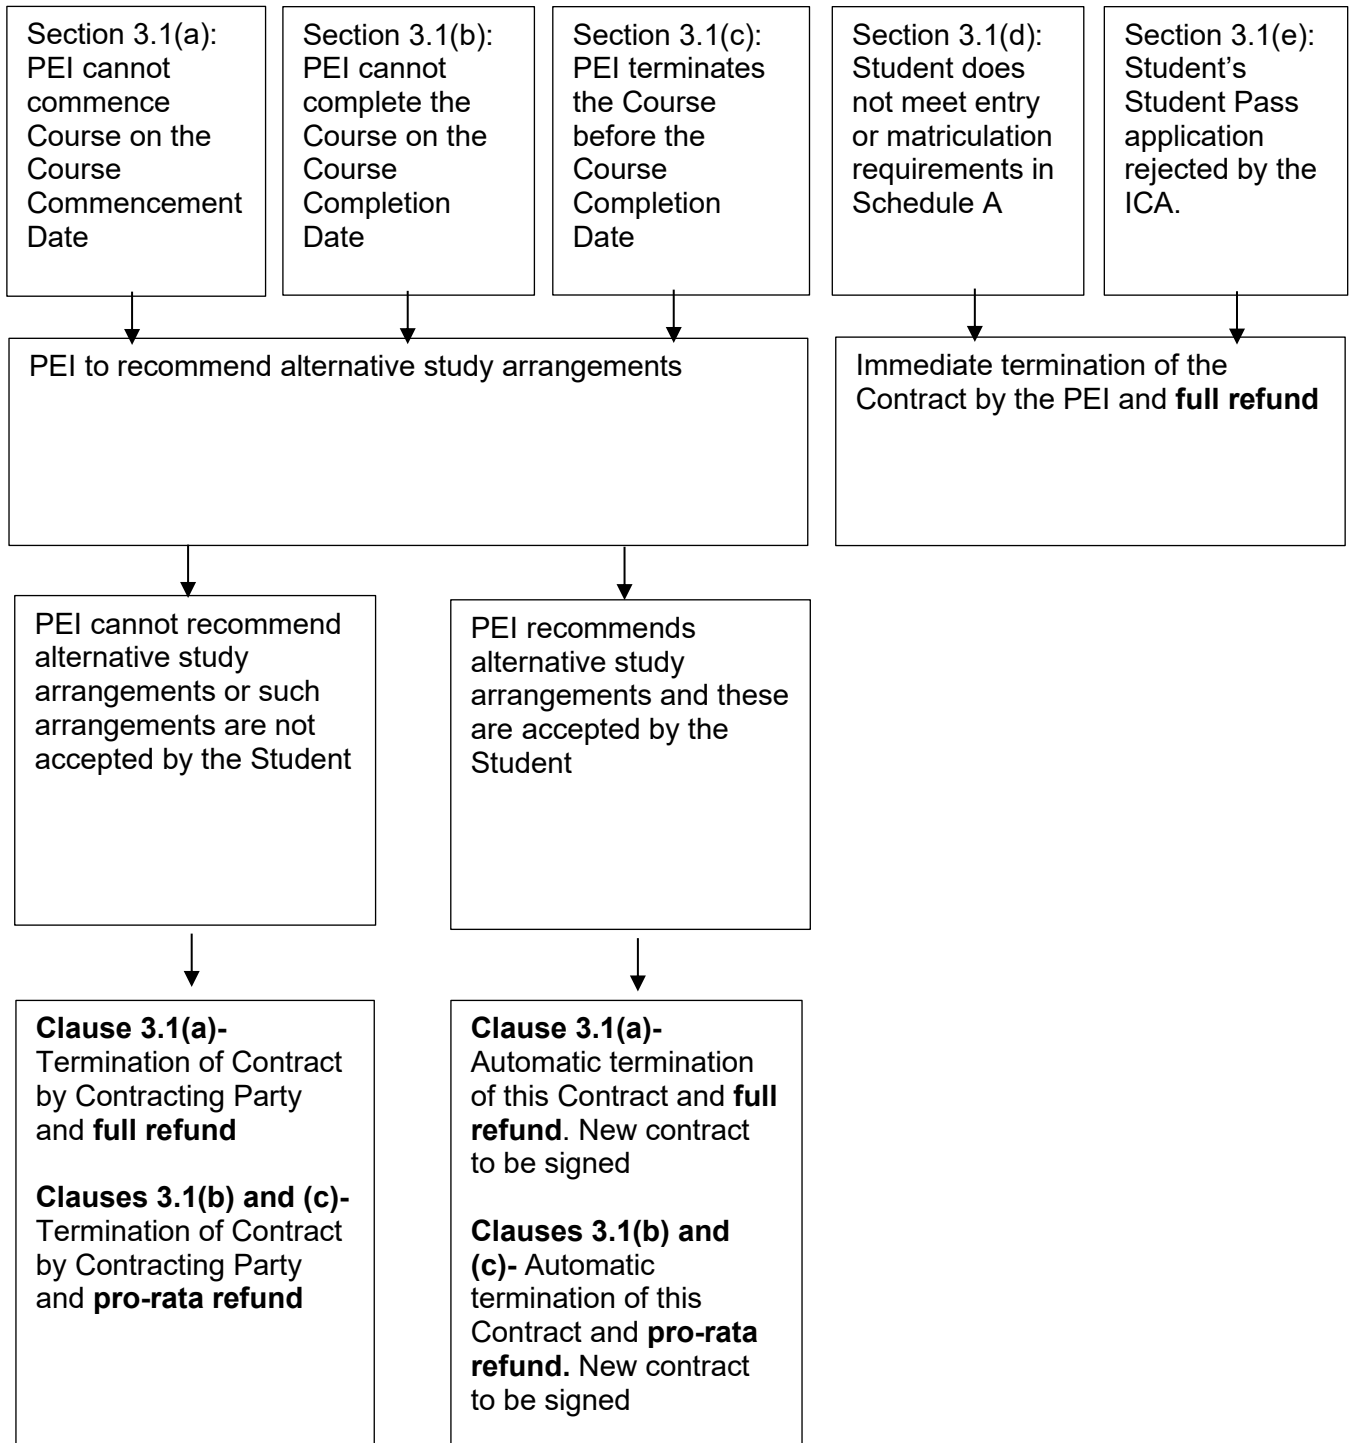 Section 3.1(a):
PEI cannot
commence
Course on the
Course
Commencement
Date
Section 3.1(b):
PEI cannot
complete the
Course on the
Course
Completion
Date
Section 3.1(c):
PEI terminates
the Course
before the
Course
Completion
Date
Section 3.1(d):
Student does
not meet entry
or matriculation
requirements in
Schedule A
Section 3.1(e):
Student’s
Student Pass
application
rejected by the
ICA.
PEI to recommend alternative study arrangements
Immediate termination of the
Contract by the PEI and full refund
PEI cannot recommend
alternative study
arrangements or such
arrangements are not
accepted by the Student
PEI recommends
alternative study
arrangements and these
are accepted by the
Student
Clause 3.1(a)-
Termination of Contract
by Contracting Party
and full refund
Clauses 3.1(b) and (c)-
Termination of Contract
by Contracting Party
and pro-rata refund
Clause 3.1(a)-
Automatic termination
of this Contract and full
refund. New contract
to be signed
Clauses 3.1(b) and
(c)- Automatic
termination of this
Contract and pro-rata
refund. New contract
to be signed